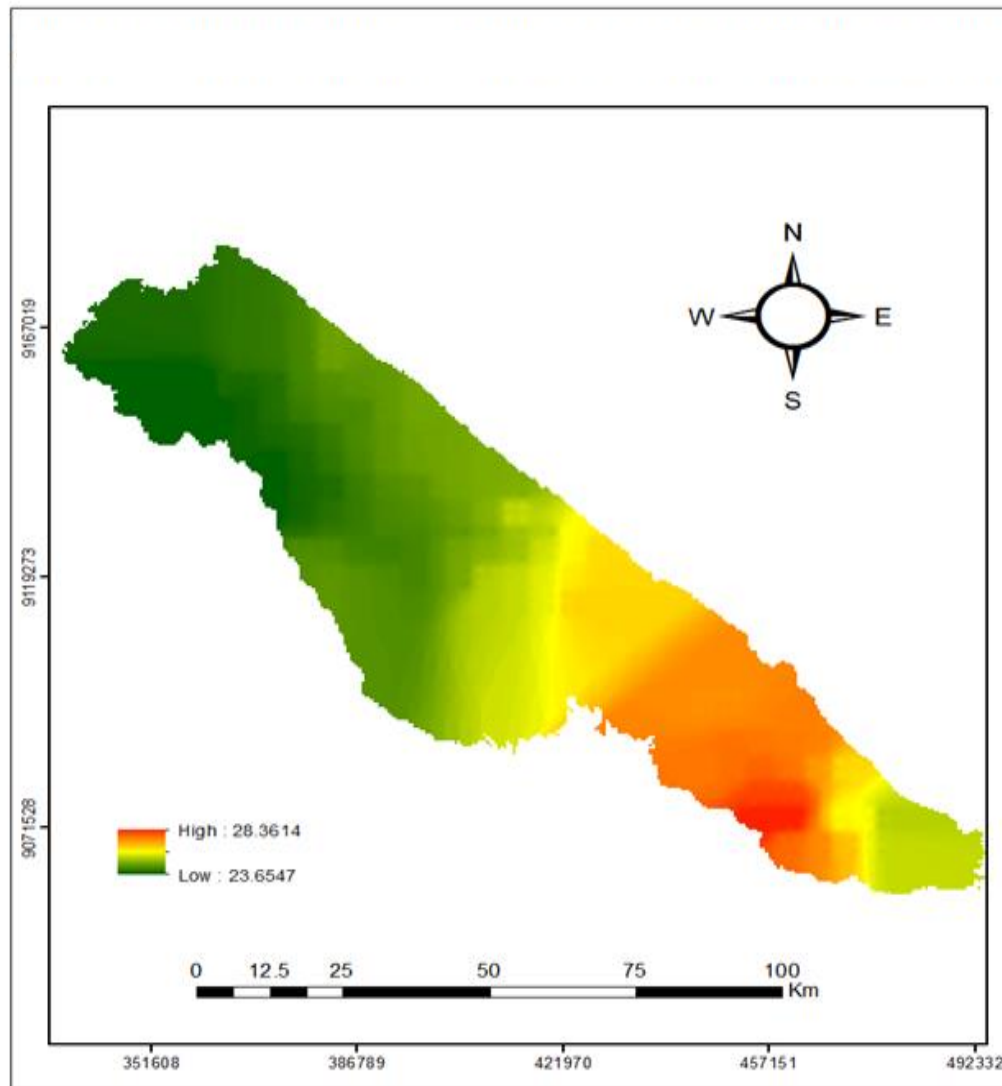 N
W E
S
9167019
9119273
9071528
High : 28.3614
Low : 23.6547
0 12.5 25 50 75 100
Km
351608 386789 421970 457151 492332